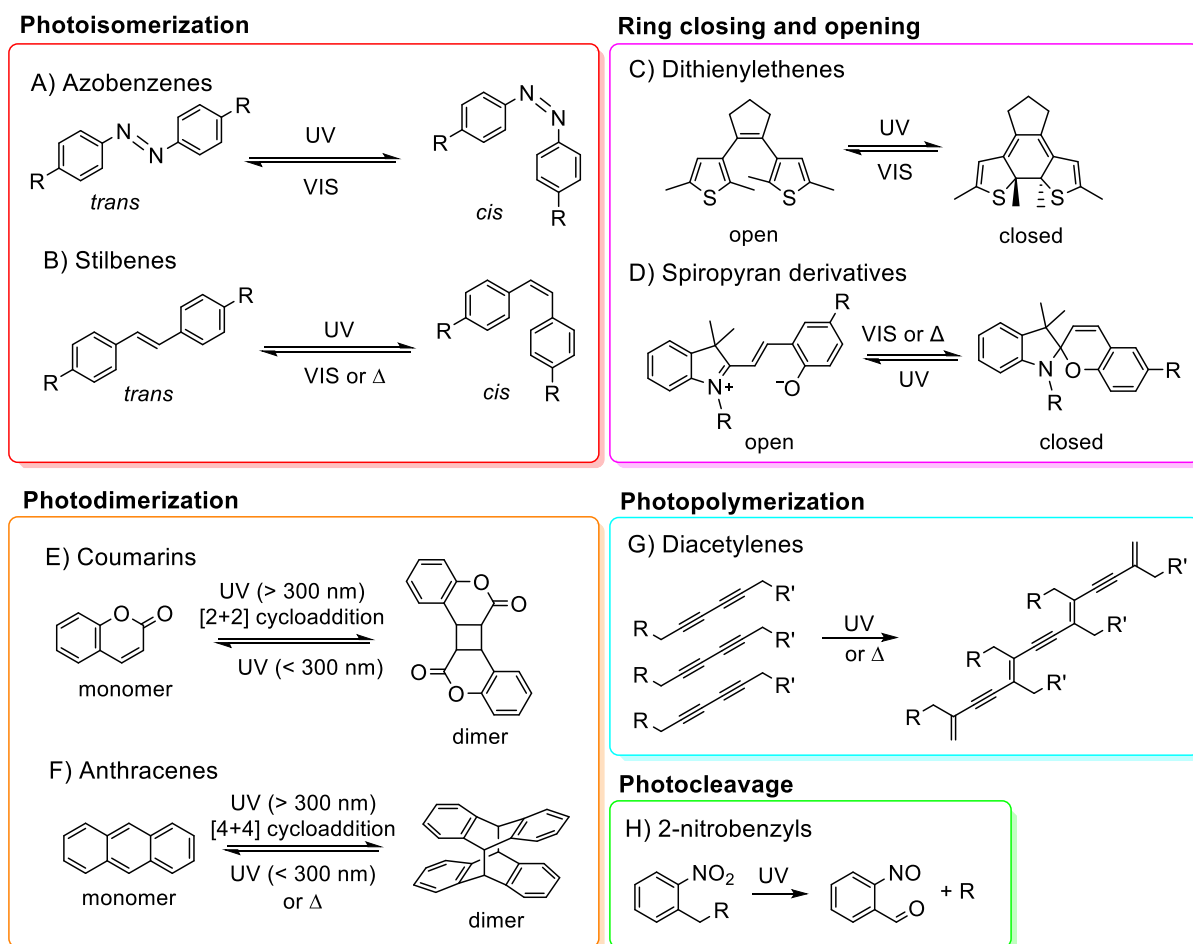 Photoisomerization
A) Azobenzenes
R
N
N
R
trans
UV
VIS
N
N
R
R
cis
B) Stilbenes
R
R
trans
UV
VIS or Δ
R
R
cis
Ring closing and opening
C) Dithienylethenes
S
S
open
UV
VIS
S
S
closed
D) Spiropyran derivatives
R
N+
R
⁻O
open
VIS or Δ
UV
N
O
R
R
closed
Photodimerization
E) Coumarins
O
O
monomer
UV (> 300 nm)
[2+2] cycloaddition
UV (< 300 nm)
O
O
O
O
dimer
F) Anthracenes
monomer
UV (> 300 nm)
[4+4] cycloaddition
UV (< 300 nm)
or Δ
dimer
Photopolymerization
G) Diacetylenes
R'
R
R'
R
R'
R
UV
or Δ
R'
R
R'
R
R'
R
Photocleavage
H) 2-nitrobenzyls
NO₂
R
UV
NO
O
+ R